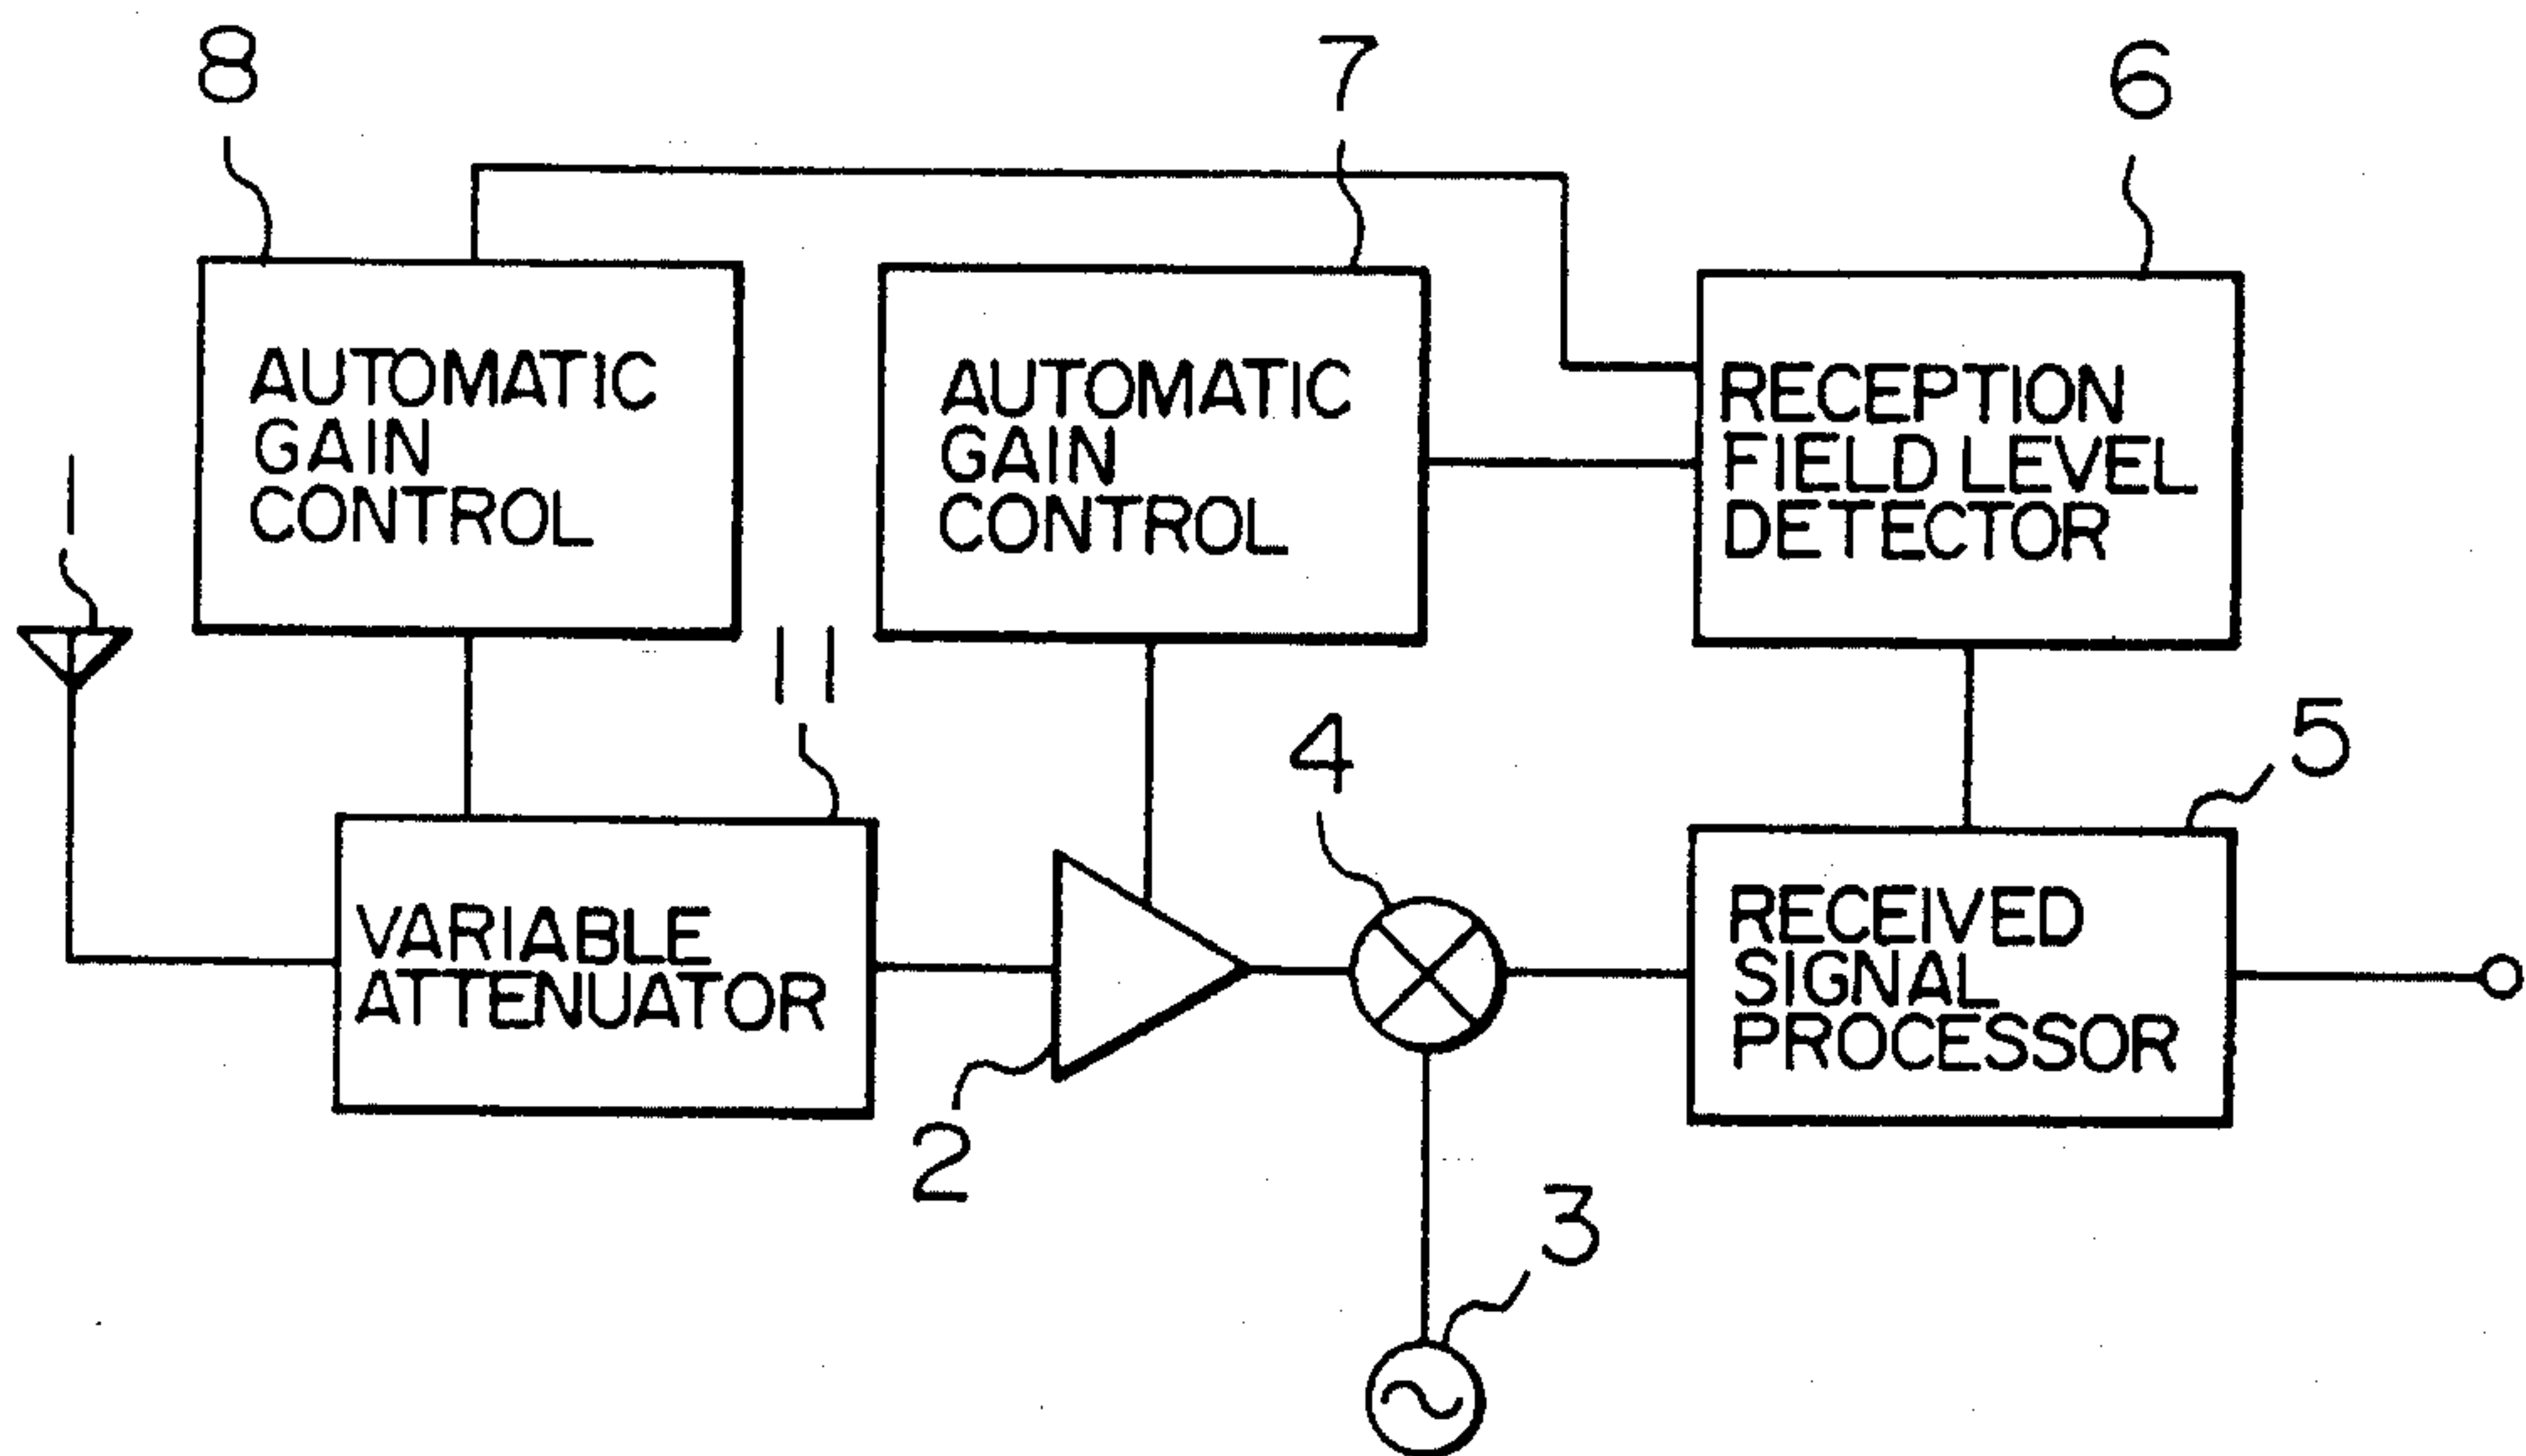 8
7
6
AUTOMATIC
GAIN
CONTROL
AUTOMATIC
GAIN
CONTROL
RECEPTION
FIELD LEVEL
DETECTOR
1
11
4
5
VARIABLE
ATTENUATOR
RECEIVED
SIGNAL
PROCESSOR
2
3